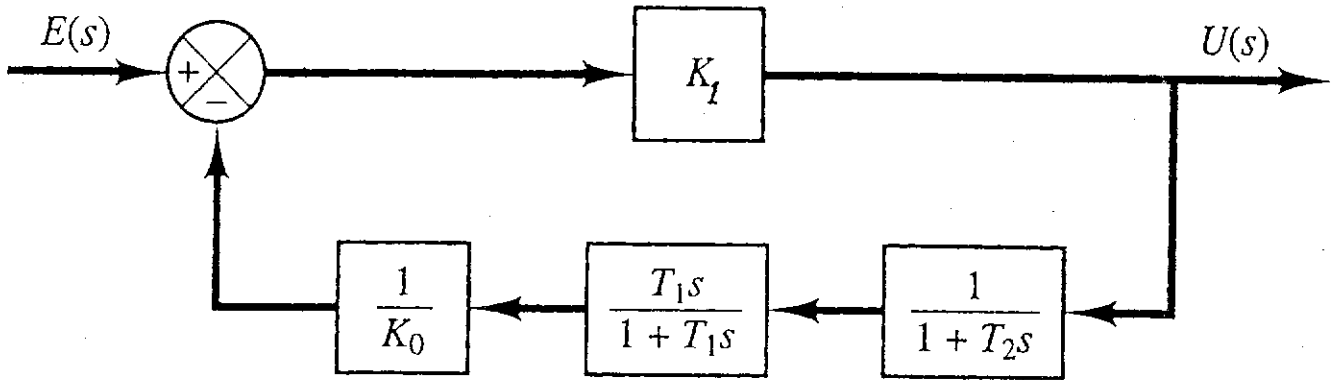 E(s)
U(s)
+
−
K₁
1
K₀
T₁s
1 + T₁s
1
1 + T₂s